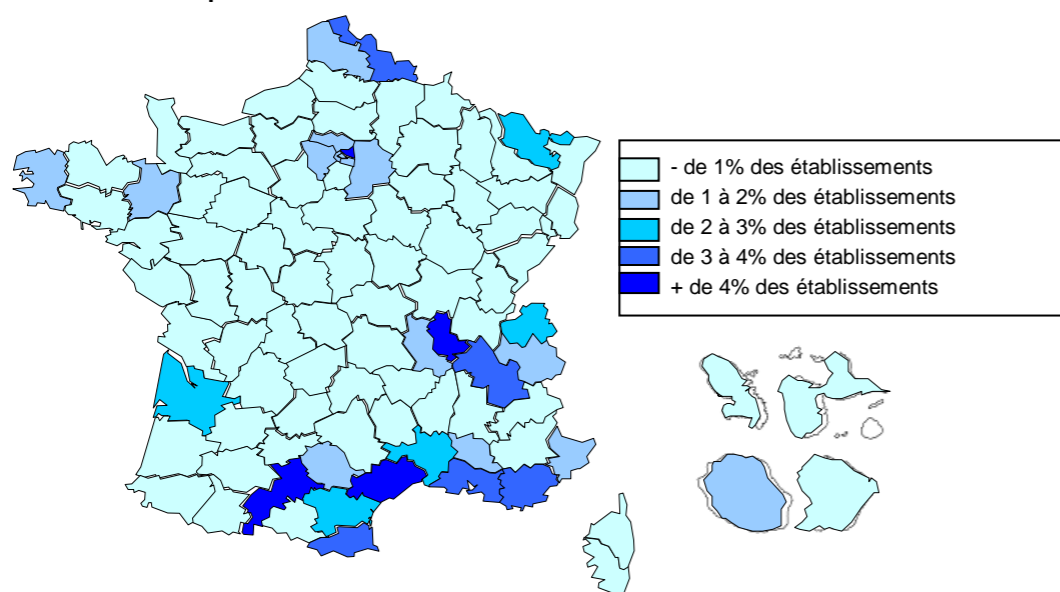 - de 1% des établissements
de 1 à 2% des établissements
de 2 à 3% des établissements
de 3 à 4% des établissements
+ de 4% des établissements